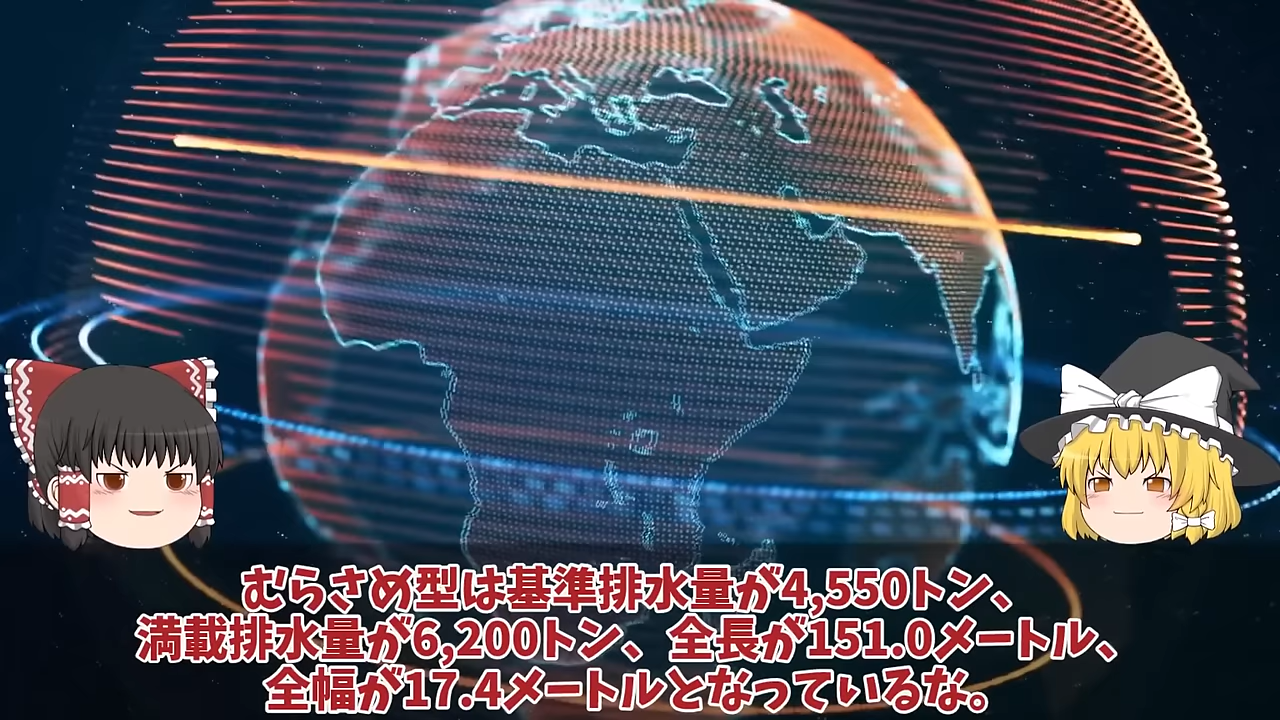 むらさめ型は基準排水量が4,550トン、
満載排水量が6,200トン、全長が151.0メートル、
全幅が17.4メートルとなっているな。